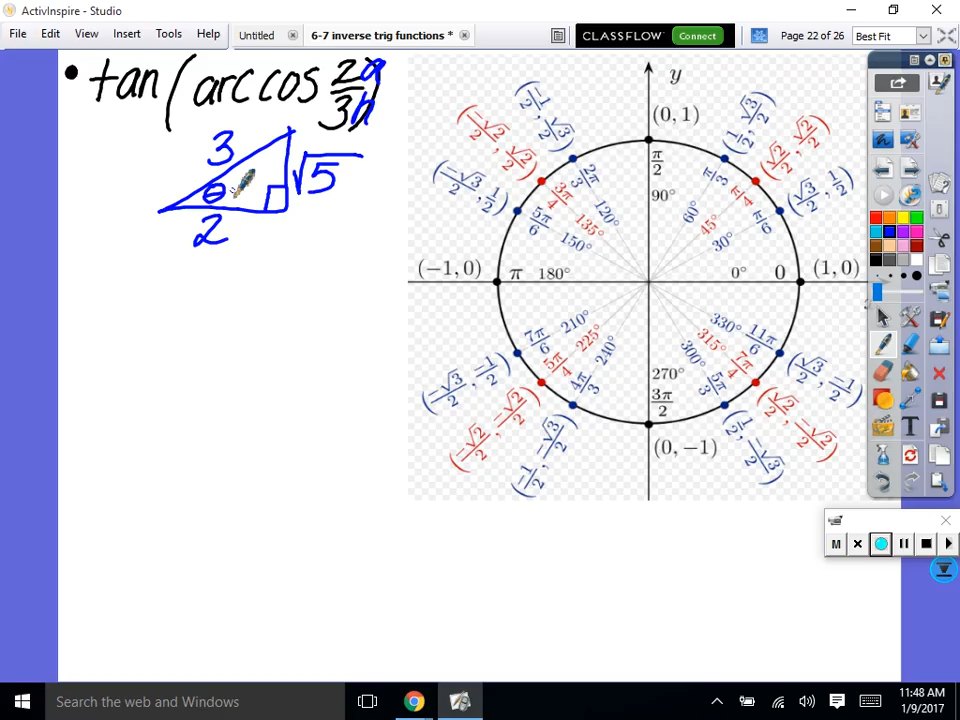 ActivInspire - Studio
File Edit View Insert Tools Help Untitled 6-7 inverse trig functions * CLASSFLOW Connect Page 22 of 26 Best Fit
tan(arccos 2/3) a h
3
θ
√5
2
y
(0, 1)
(-1/2, √3/2) (1/2, √3/2)
(-√2/2, √2/2) (√2/2, √2/2)
(-√3/2, 1/2) (√3/2, 1/2)
π/2
90°
2π/3 120° 60° π/3
3π/4 135° 45° π/4
5π/6 150° 30° π/6
(−1, 0) π 180° 0° 0 (1, 0)
7π/6 210° 330° 11π/6
5π/4 225° 315° 7π/4
4π/3 240° 300° 5π/3
270°
3π/2
(-√3/2, -1/2) (√3/2, -1/2)
(-√2/2, -√2/2) (√2/2, -√2/2)
(-1/2, -√3/2) (1/2, -√3/2)
(0, −1)
T
M
Search the web and Windows
11:48 AM
1/9/2017